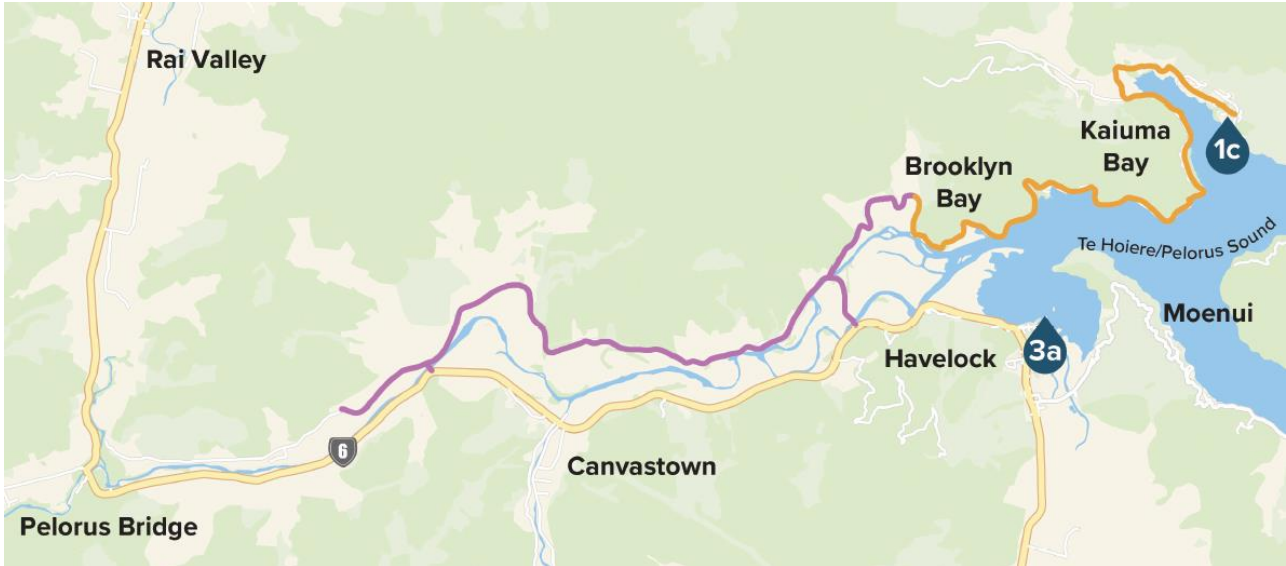 Rai Valley
Kaiuma
Bay
1c
Brooklyn
Bay
Te Hoiere/Pelorus Sound
Moenui
3a
Havelock
6
Canvastown
Pelorus Bridge